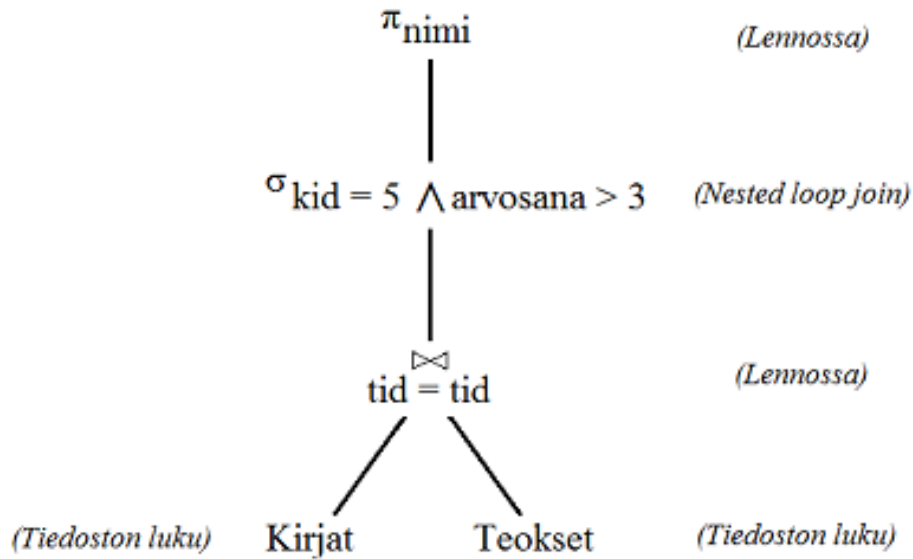 π nimi (Lennossa)
σ kid = 5 ∧ arvosana > 3 (Nested loop join)
⋈
tid = tid (Lennossa)
(Tiedoston luku) Kirjat Teokset (Tiedoston luku)